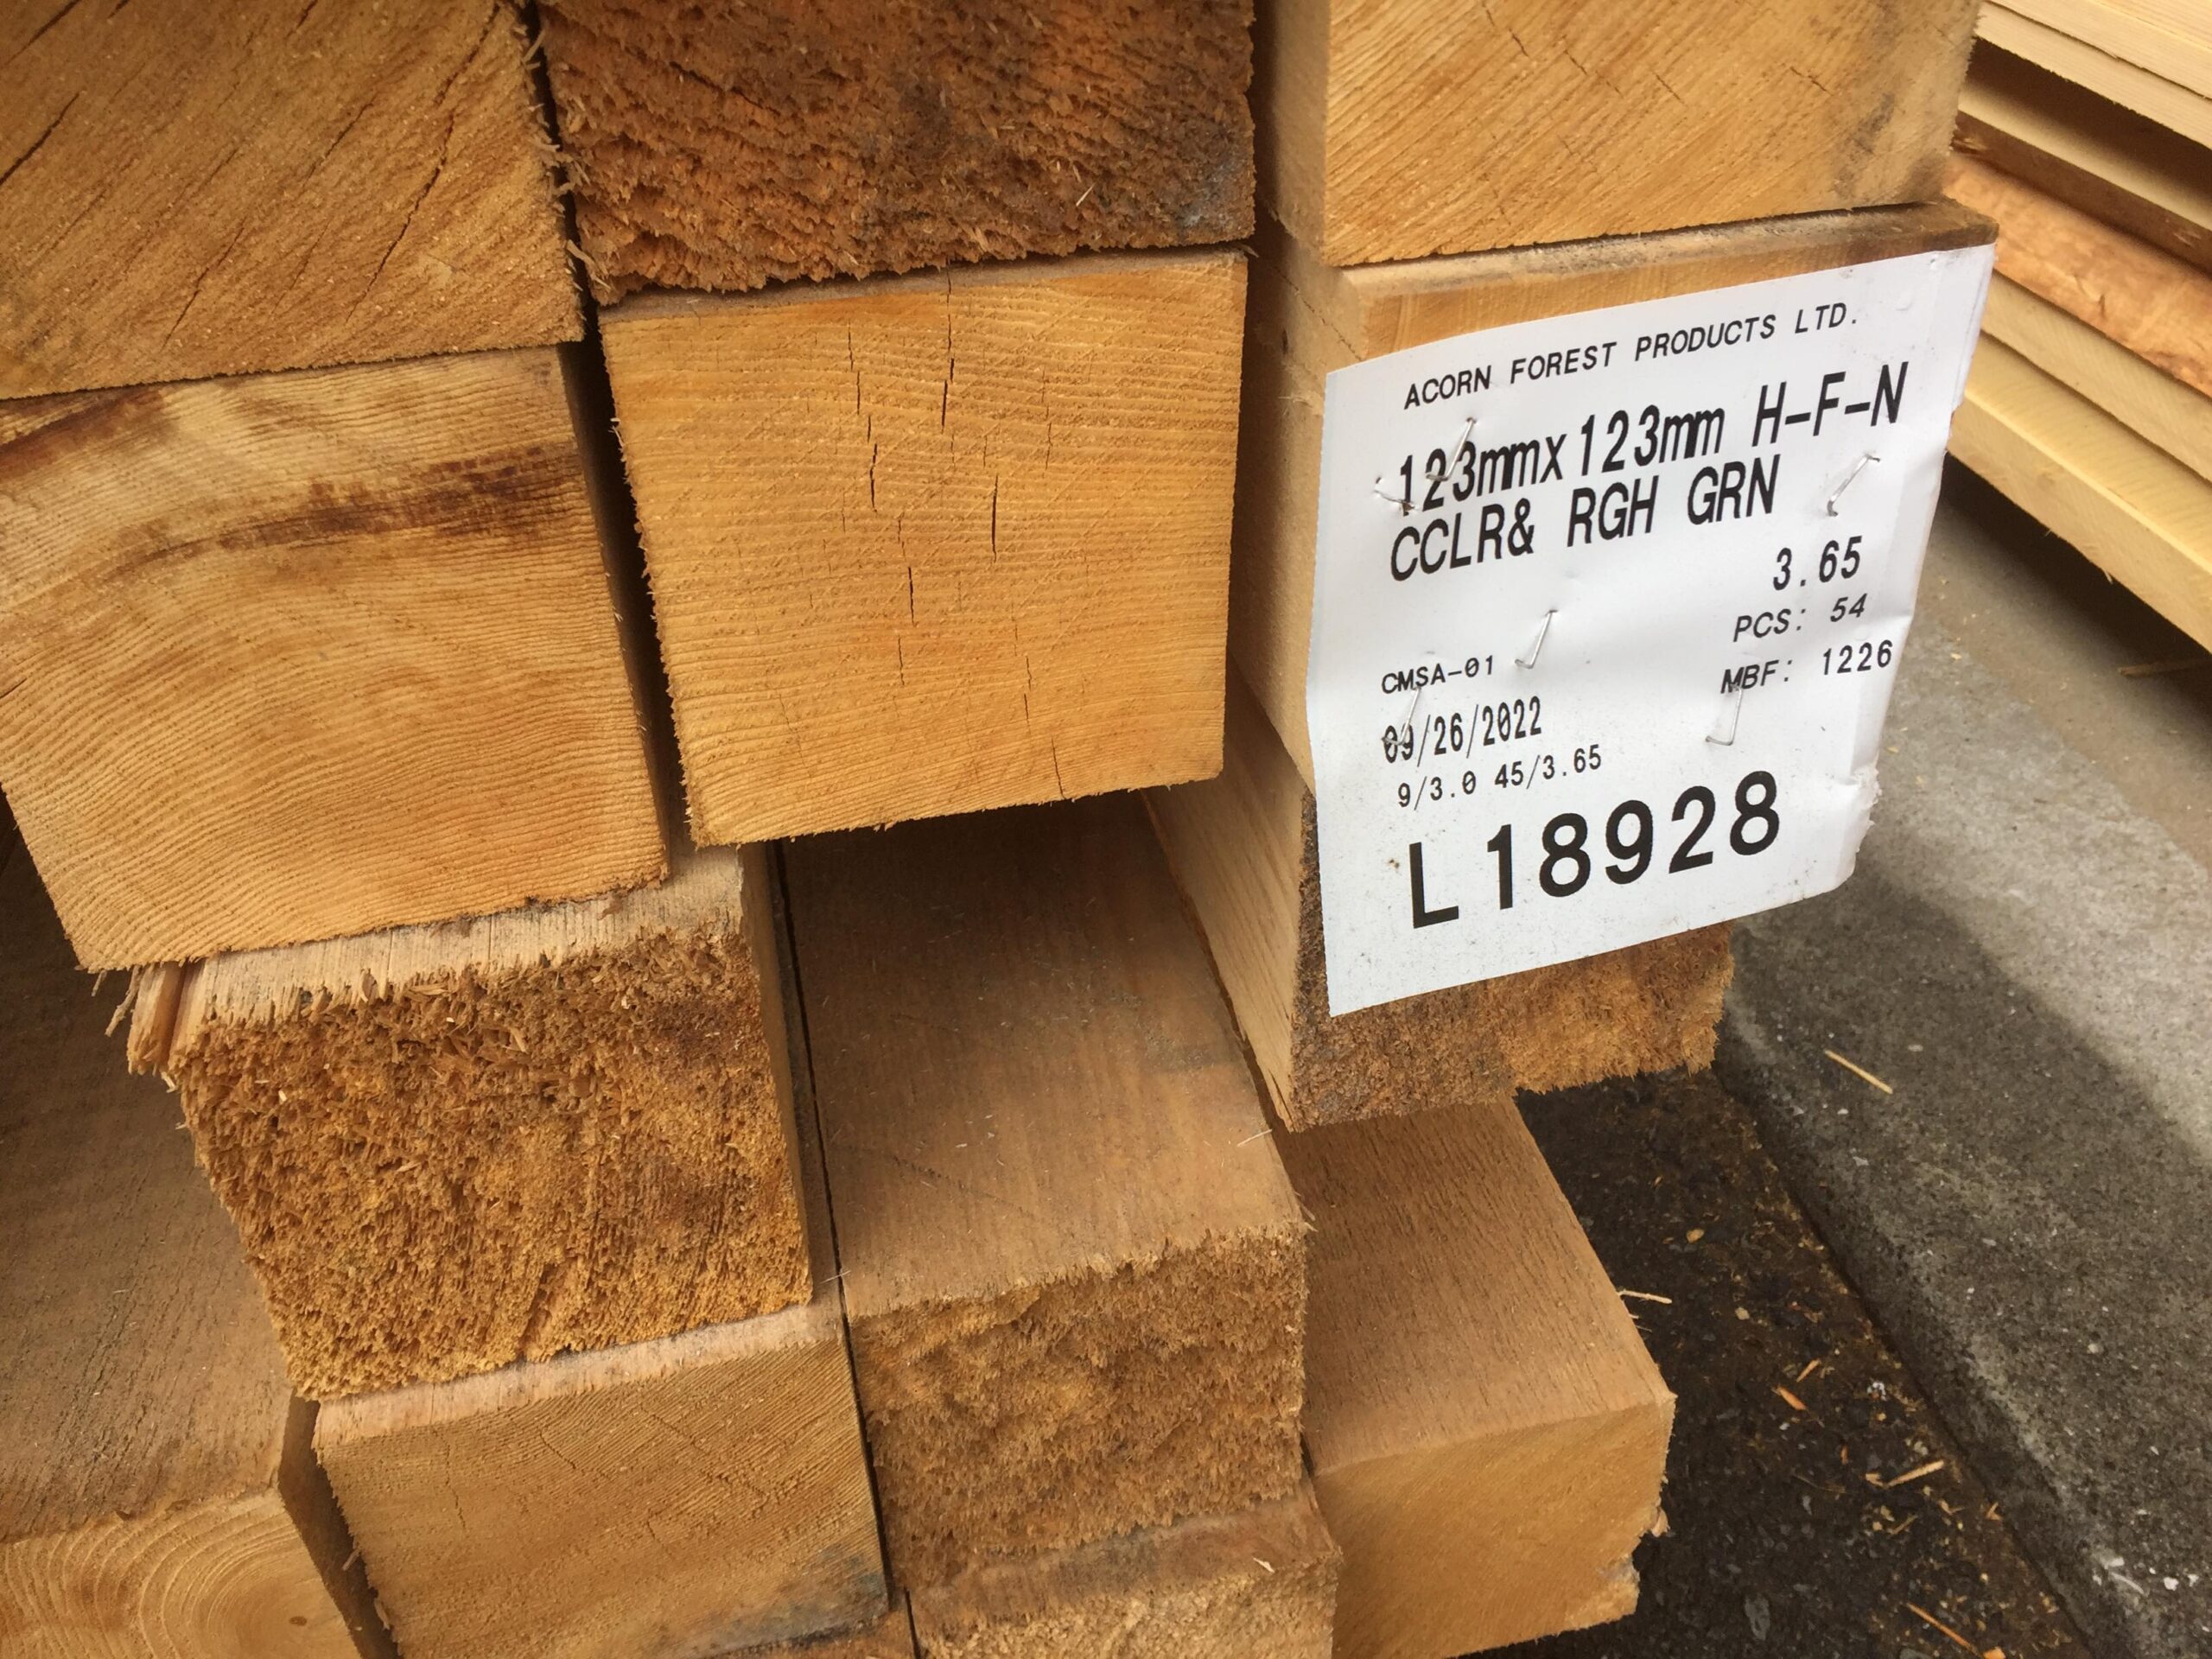 ACORN FOREST PRODUCTS LTD.
123mmx123mm H-F-N
CCLR& RGH GRN
3.65
PCS: 54
CMSA-01
MBF: 1226
09/26/2022
9/3.0 45/3.65
L18928